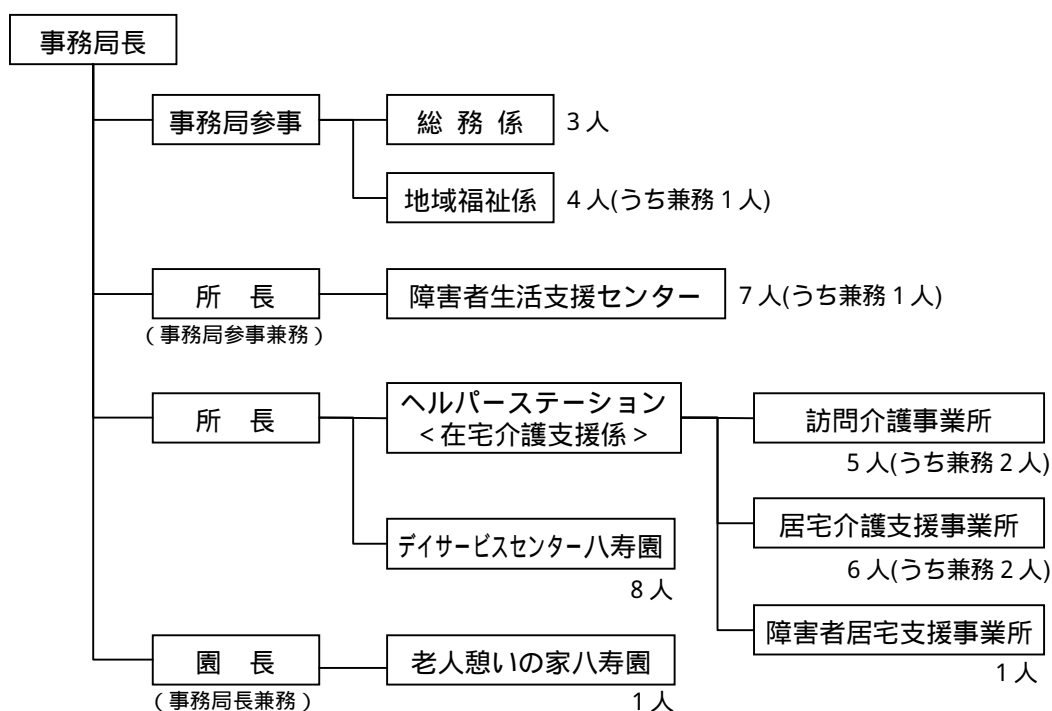 事務局長
事務局参事
総 務 係
3人
地域福祉係
4人(うち兼務1人)
所 長
(事務局参事兼務)
障害者生活支援センター
7人(うち兼務1人)
所 長
ヘルパーステーション
<在宅介護支援係>
訪問介護事業所
5人(うち兼務2人)
居宅介護支援事業所
6人(うち兼務2人)
デイサービスセンター八寿園
8人
障害者居宅支援事業所
1人
園 長
(事務局長兼務)
老人憩いの家八寿園
1人